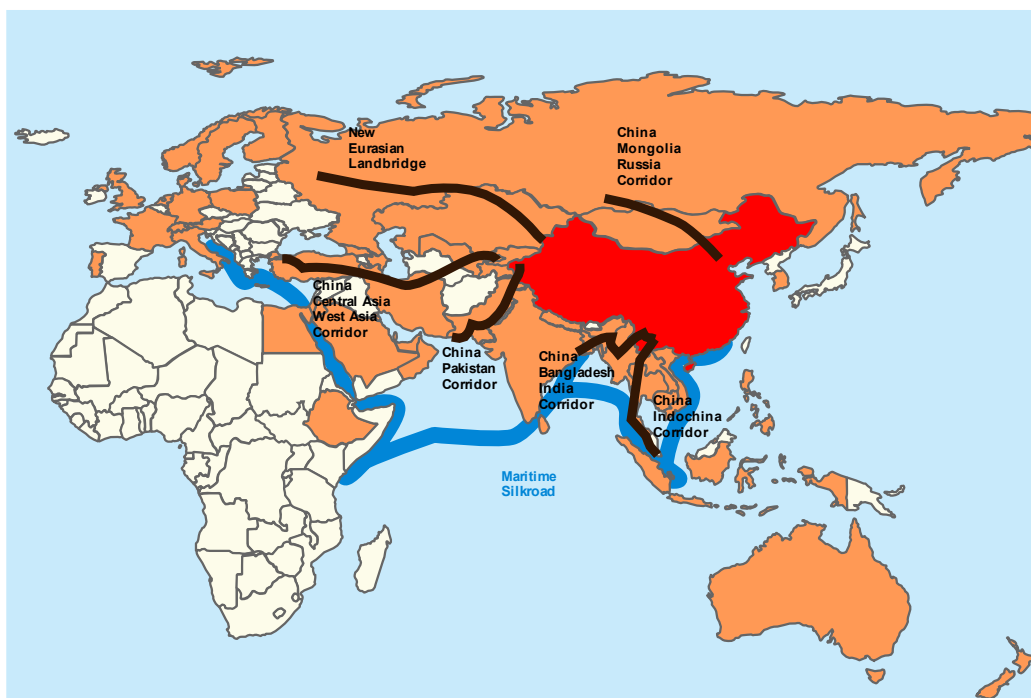 New
Eurasian
Landbridge
China
Mongolia
Russia
Corridor
China
Central Asia
West Asia
Corridor
China
Pakistan
Corridor
China
Bangladesh
India
Corridor
China
Indochina
Corridor
Maritime
Silkroad